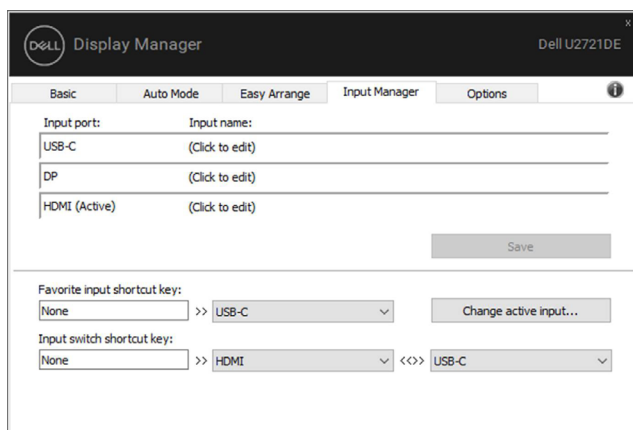 x
DELL Display Manager Dell U2721DE
Basic Auto Mode Easy Arrange Input Manager Options i
Input port: Input name:
USB-C (Click to edit)
DP (Click to edit)
HDMI (Active) (Click to edit)
Save
Favorite input shortcut key:
None >> USB-C Change active input...
Input switch shortcut key:
None >> HDMI <<>> USB-C